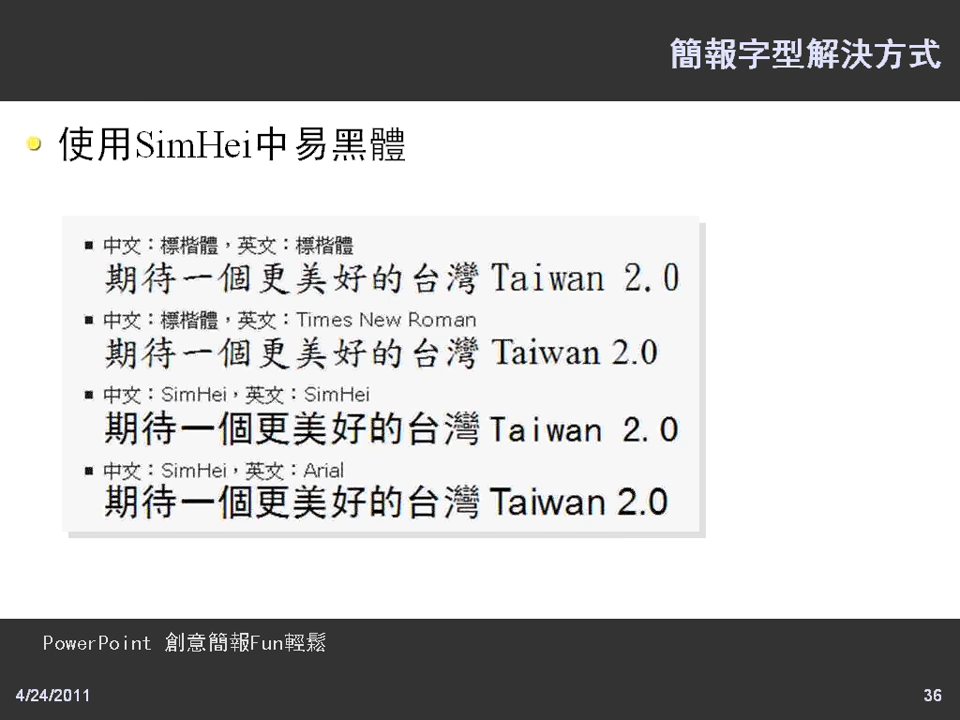 簡報字型解決方式
使用SimHei中易黑體
中文：標楷體，英文：標楷體
期待一個更美好的台灣 Taiwan 2.0
中文：標楷體，英文：Times New Roman
期待一個更美好的台灣 Taiwan 2.0
中文：SimHei，英文：SimHei
期待一個更美好的台灣 Taiwan 2.0
中文：SimHei，英文：Arial
期待一個更美好的台灣 Taiwan 2.0
PowerPoint 創意簡報Fun輕鬆
4/24/2011
36